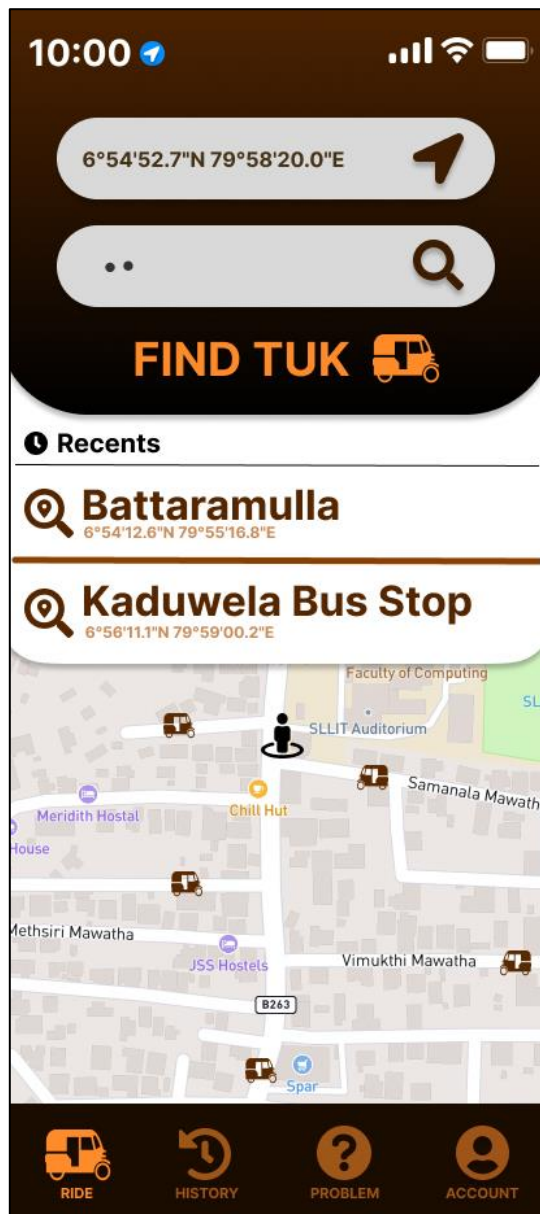 10:00
6°54'52.7"N 79°58'20.0"E
••
FIND TUK
Recents
Battaramulla
6°54'12.6"N 79°55'16.8"E
Kaduwela Bus Stop
6°56'11.1"N 79°59'00.2"E
Faculty of Computing
SL
SLLIT Auditorium
Samanala Mawath
Meridith Hostal
Chill Hut
House
Methsiri Mawatha
JSS Hostels
Vimukthi Mawatha
B263
Spar
RIDE
HISTORY
PROBLEM
ACCOUNT